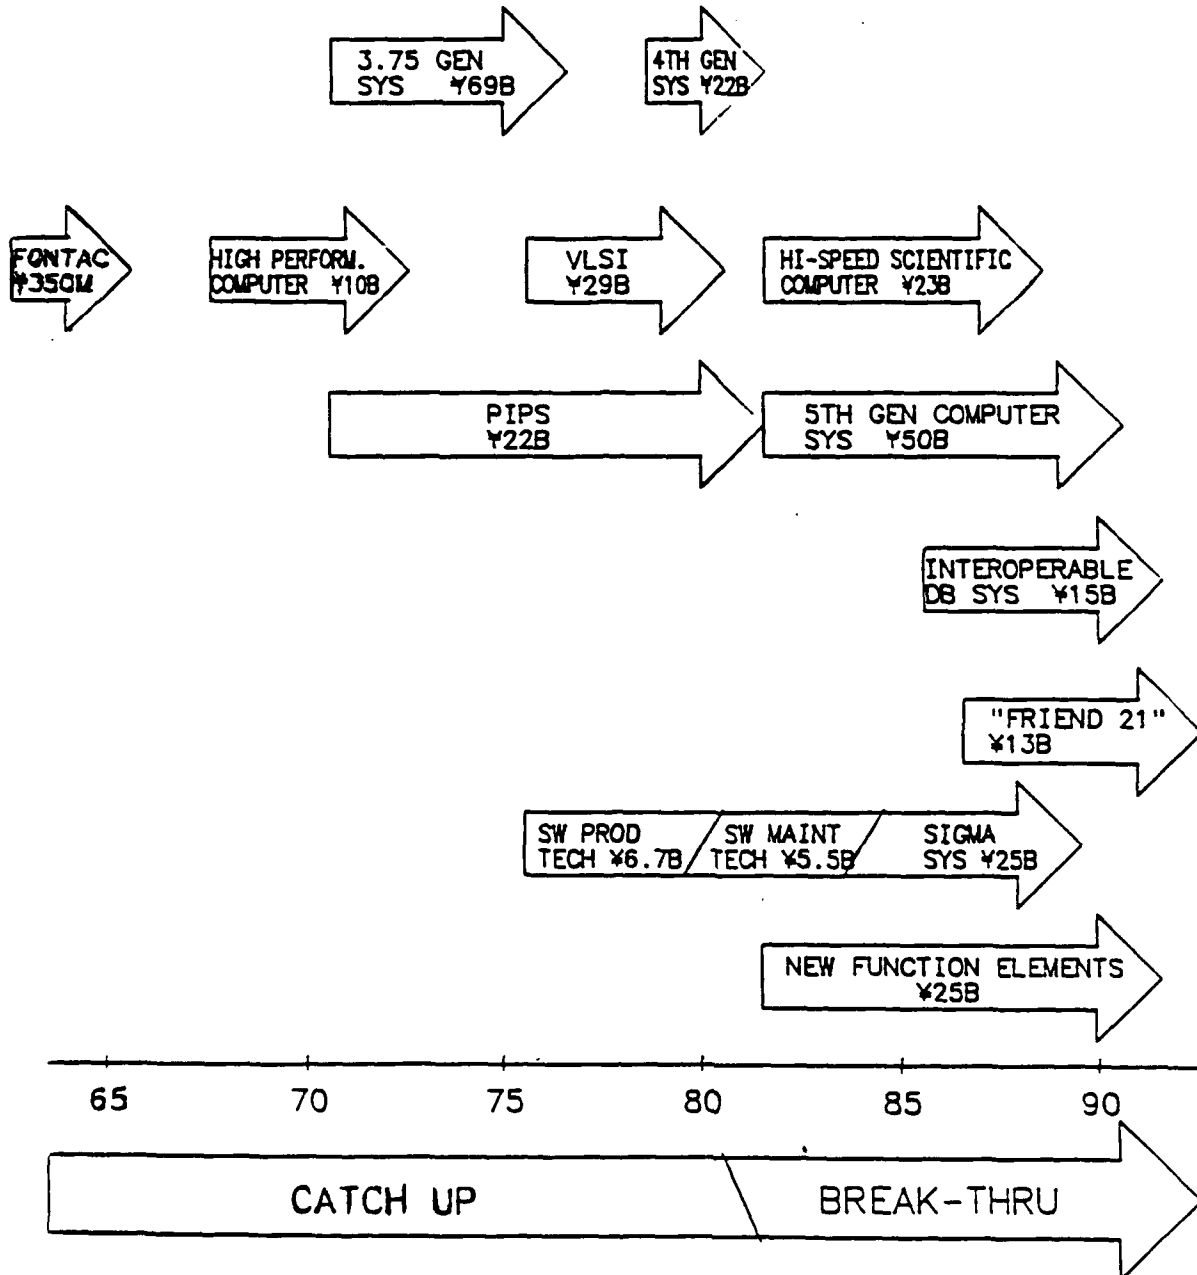 3.75 GEN
SYS ¥69B
4TH GEN
SYS ¥22B
FONTAC
¥350M
HIGH PERFORM.
COMPUTER ¥10B
VLSI
¥29B
HI-SPEED SCIENTIFIC
COMPUTER ¥23B
PIPS
¥22B
5TH GEN COMPUTER
SYS ¥50B
INTEROPERABLE
DB SYS ¥15B
"FRIEND 21"
¥13B
SW PROD
TECH ¥6.7B
SW MAINT
TECH ¥5.5B
SIGMA
SYS ¥25B
NEW FUNCTION ELEMENTS
¥25B
65 70 75 80 85 90
CATCH UP BREAK-THRU